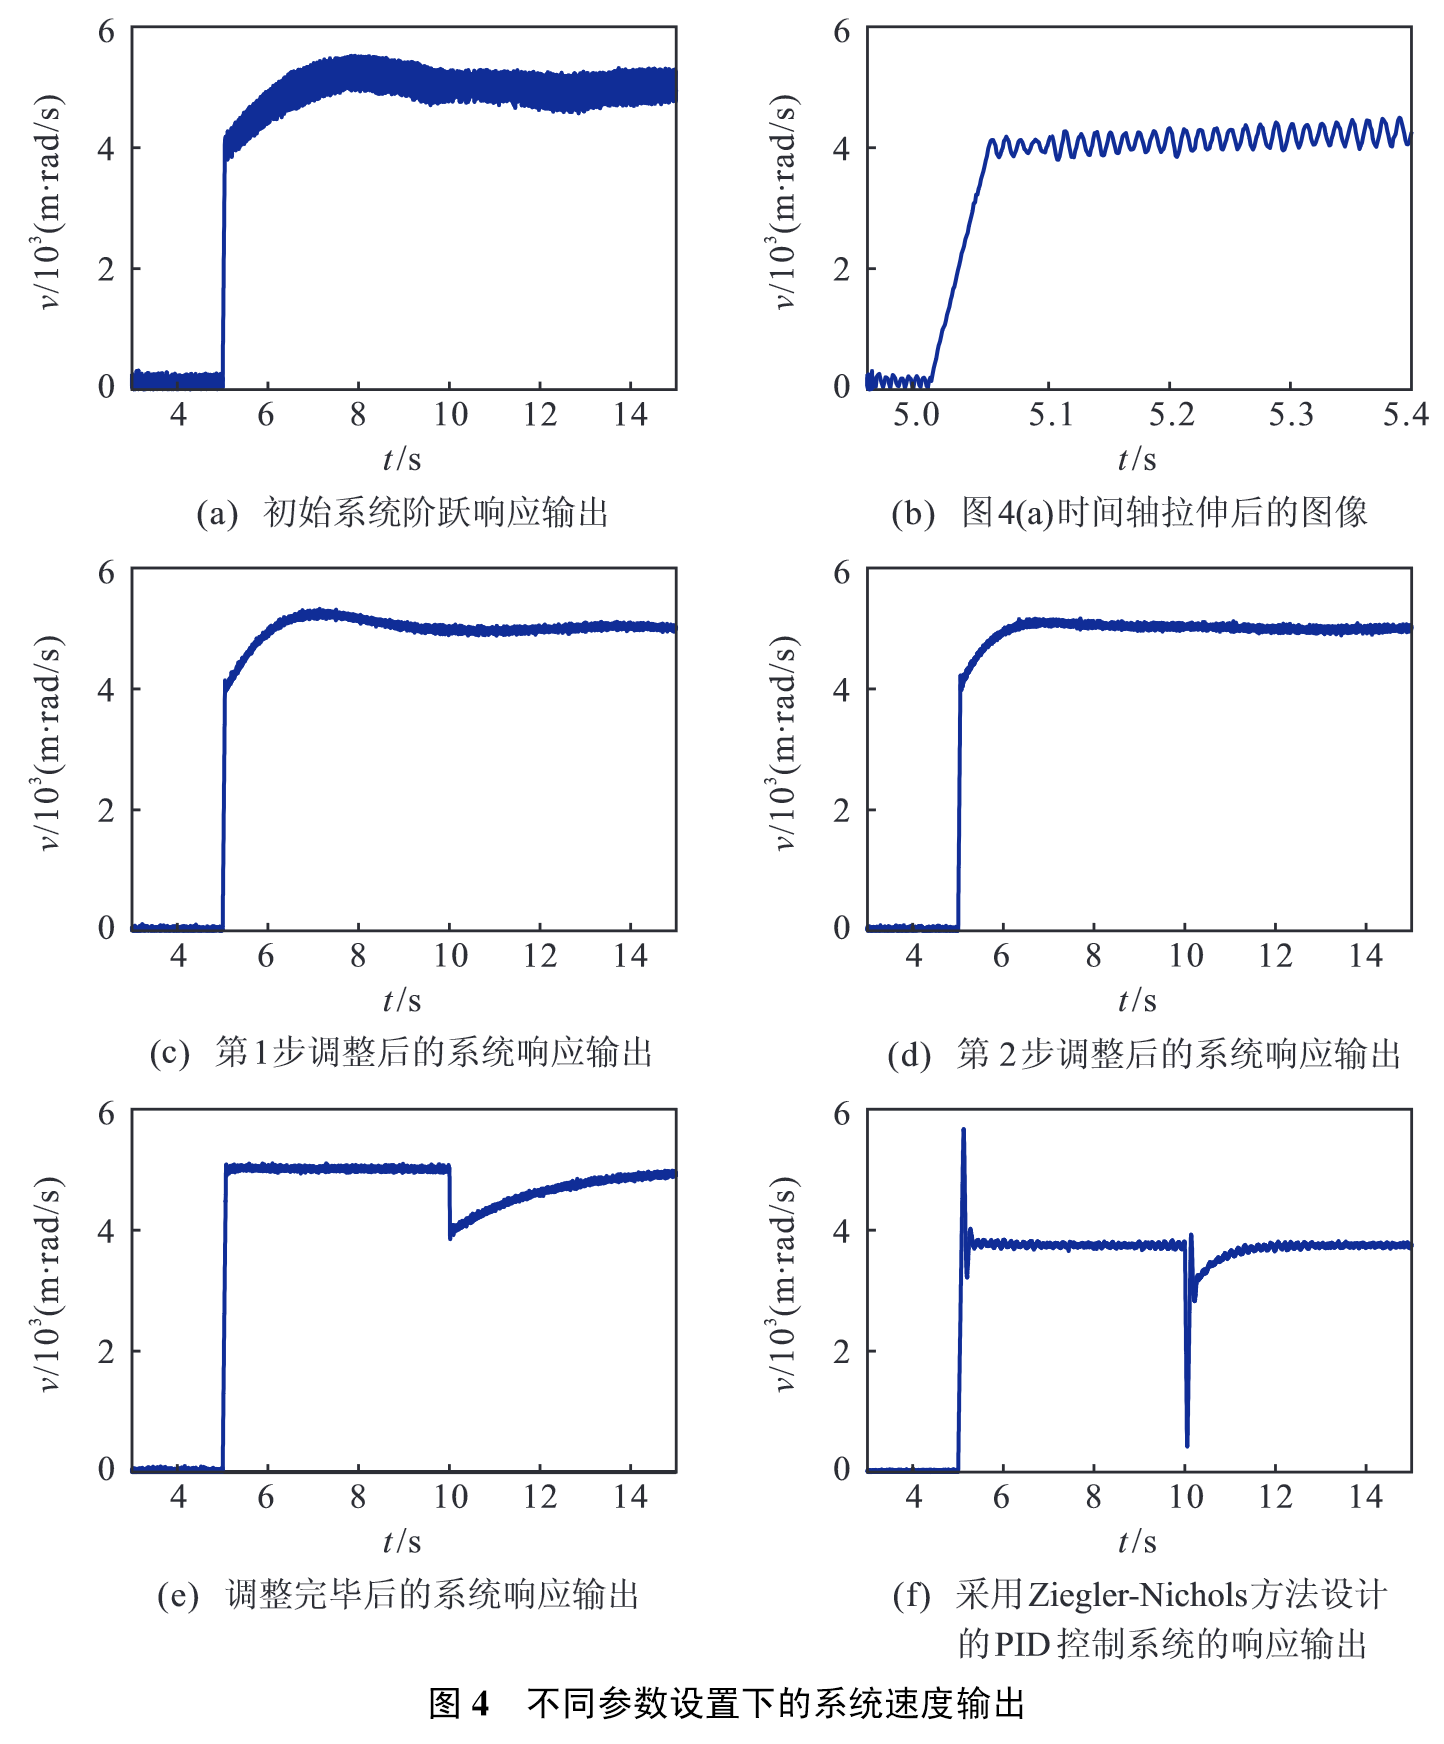 6
4
2
0
v/10³(m·rad/s)
4 6 8 10 12 14
t/s
(a) 初始系统阶跃响应输出
6
4
2
0
v/10³(m·rad/s)
5.0 5.1 5.2 5.3 5.4
t/s
(b) 图4(a)时间轴拉伸后的图像
6
4
2
0
v/10³(m·rad/s)
4 6 8 10 12 14
t/s
(c) 第1步调整后的系统响应输出
6
4
2
0
v/10³(m·rad/s)
4 6 8 10 12 14
t/s
(d) 第2步调整后的系统响应输出
6
4
2
0
v/10³(m·rad/s)
4 6 8 10 12 14
t/s
(e) 调整完毕后的系统响应输出
6
4
2
0
v/10³(m·rad/s)
4 6 8 10 12 14
t/s
(f) 采用Ziegler-Nichols方法设计
的PID控制系统的响应输出
图4 不同参数设置下的系统速度输出